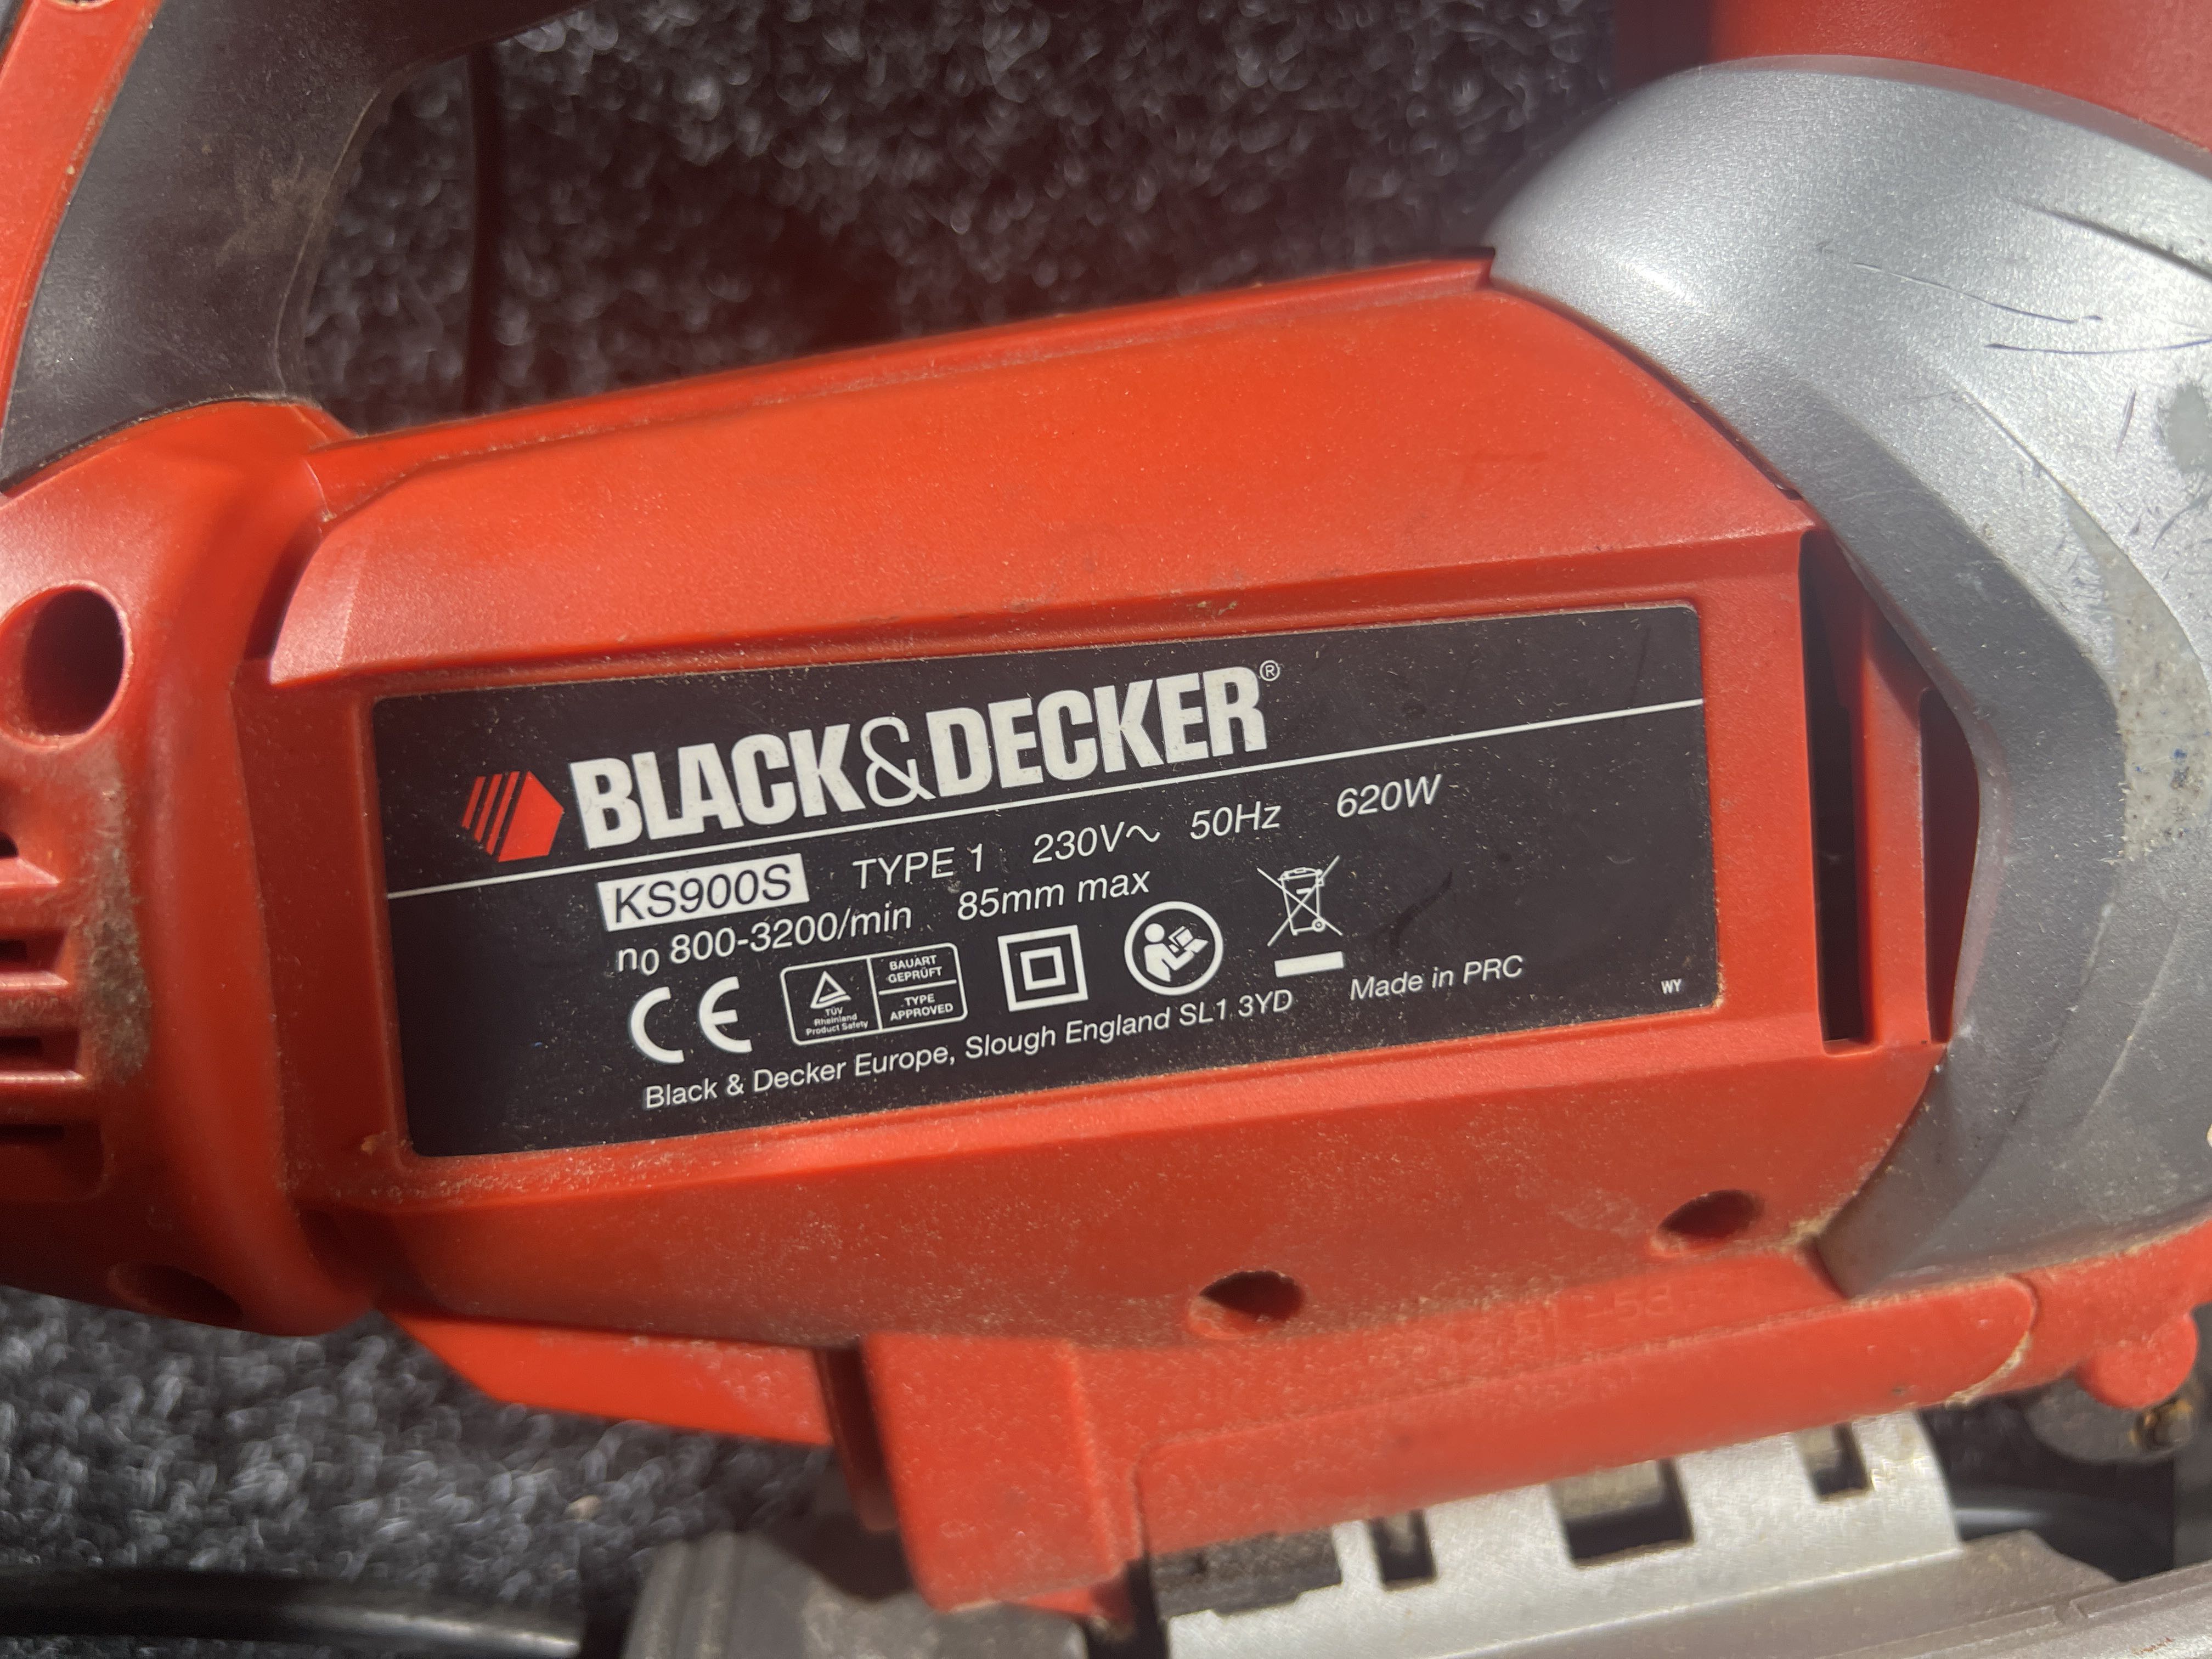 BLACK&DECKER®
KS900S TYPE 1 230V~ 50Hz 620W
n0 800-3200/min 85mm max
CE
TÜV
Rheinland
Product Safety
BAUART
GEPRÜFT
TYPE
APPROVED
Black & Decker Europe, Slough England SL1 3YD Made in PRC
WY